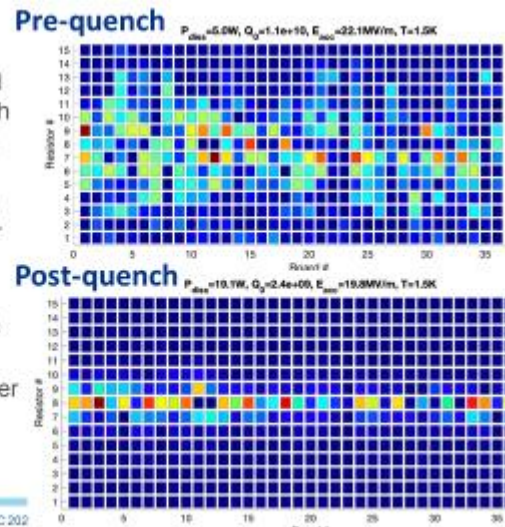 Pre-quench
P_diss=5.0W, Q_0=1.1e+10, E_acc=22.1MV/m, T=1.5K
15
14
13
12
11
10
9
8
7
6
5
4
3
2
1
Resistor #
0 5 10 15 20 25 30 35
Board #
Post-quench
P_diss=19.1W, Q_0=2.4e+09, E_acc=19.8MV/m, T=1.5K
15
14
13
12
11
10
9
8
7
6
5
4
3
2
1
Resistor #
0 5 10 15 20 25 30 35
er
C 202